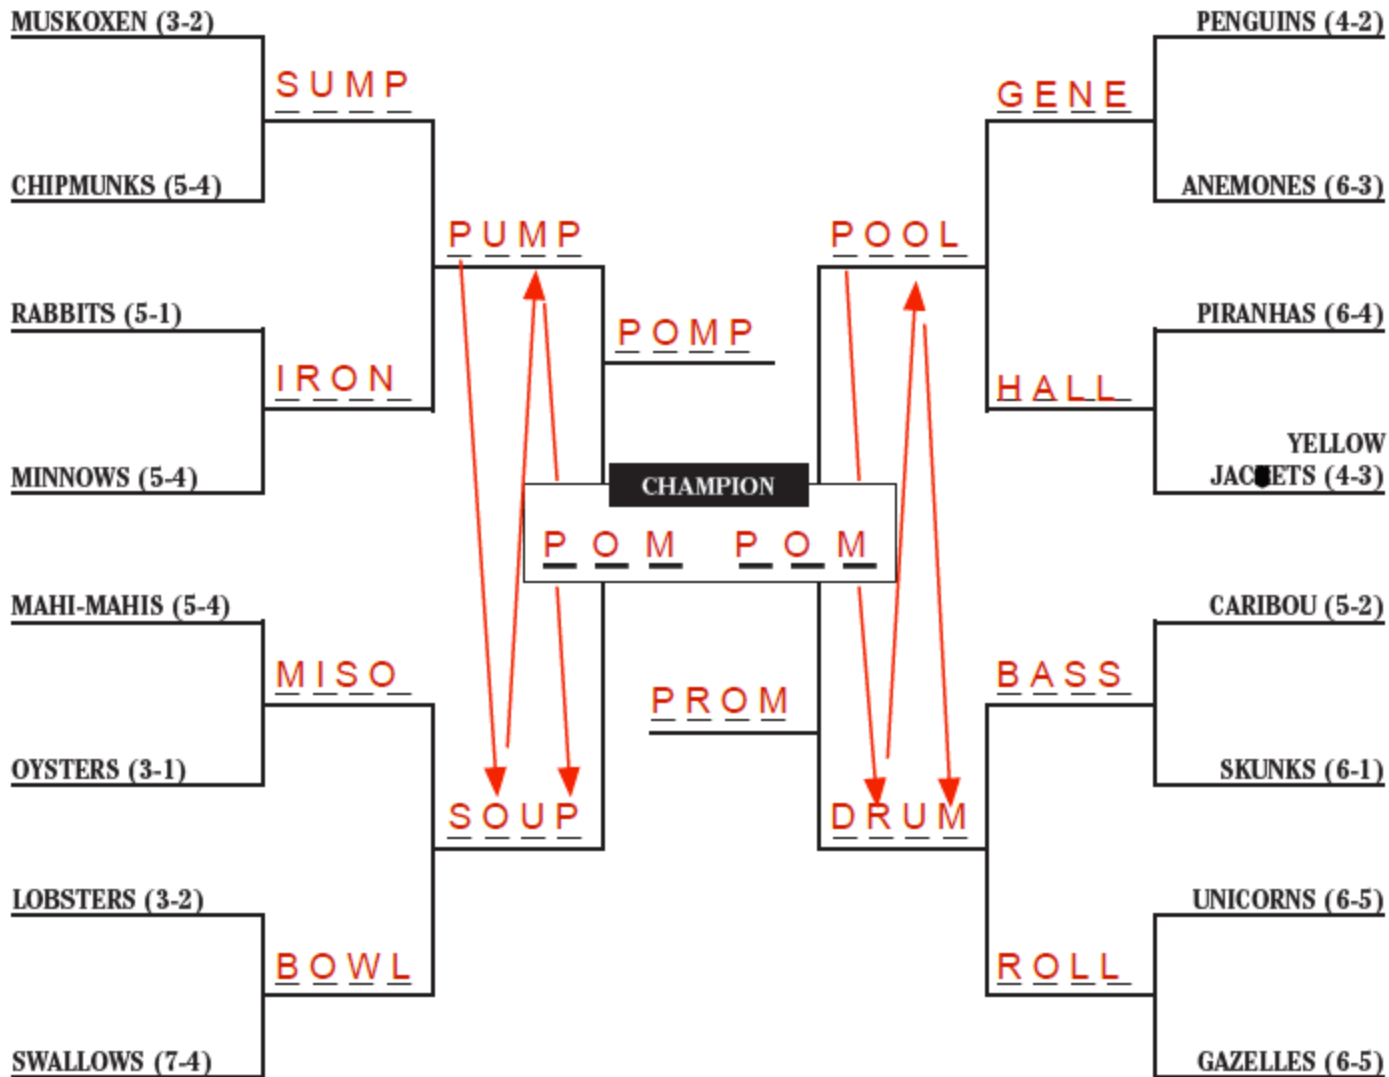 MUSKOXEN (3-2)
SUMP
CHIPMUNKS (5-4)
PUMP
RABBITS (5-1)
IRON
MINNOWS (5-4)
POMP
MAHI-MAHIS (5-4)
MISO
OYSTERS (3-1)
SOUP
LOBSTERS (3-2)
BOWL
SWALLOWS (7-4)
CHAMPION
POM POM
PENGUINS (4-2)
GENE
ANEMONES (6-3)
POOL
PIRANHAS (6-4)
HALL
YELLOW
JACKETS (4-3)
PROM
CARIBOU (5-2)
BASS
SKUNKS (6-1)
DRUM
UNICORNS (6-5)
ROLL
GAZELLES (6-5)